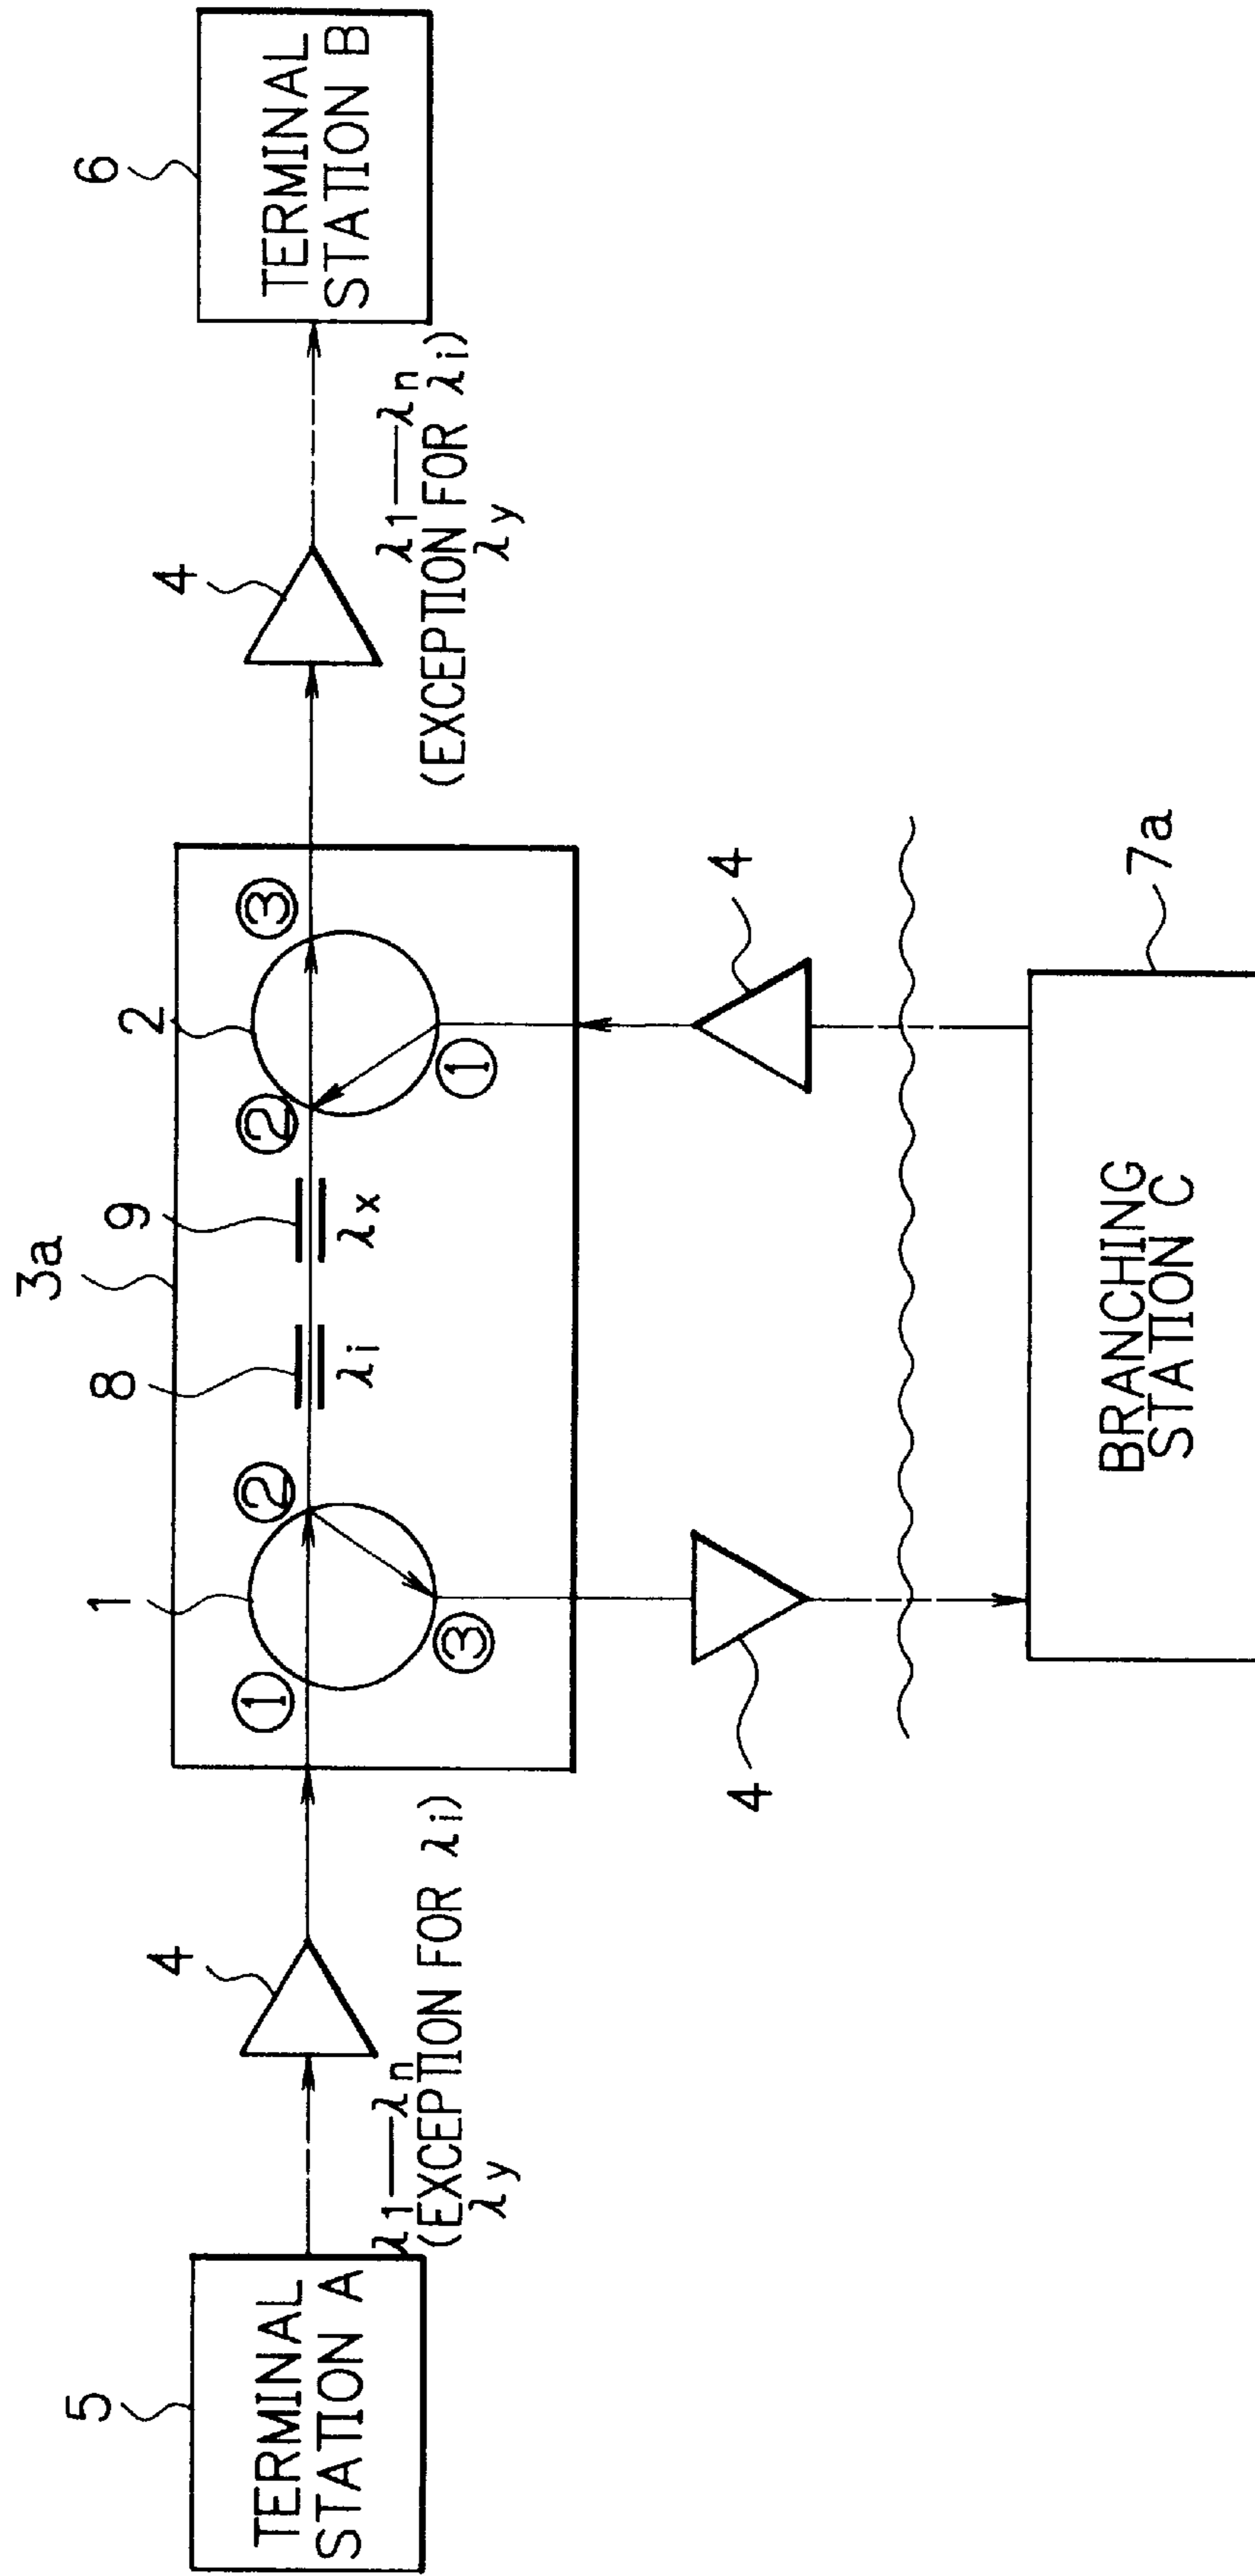 5
TERMINAL
STATION A
λ1—λn
(EXCEPTION FOR λi)
λy
4
3a
1
①
②
③
8
λi
9
λx
2
②
③
①
4
λ1—λn
(EXCEPTION FOR λi)
λy
6
TERMINAL
STATION B
4
4
7a
BRANCHING
STATION C